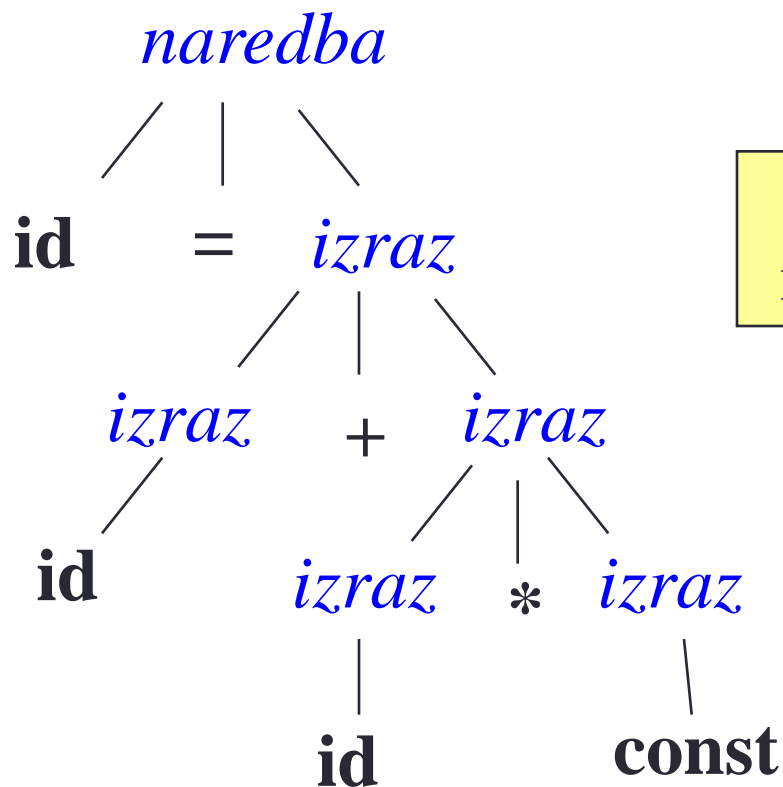 naredba
id = izraz
izraz + izraz
id
izraz * izraz
id const